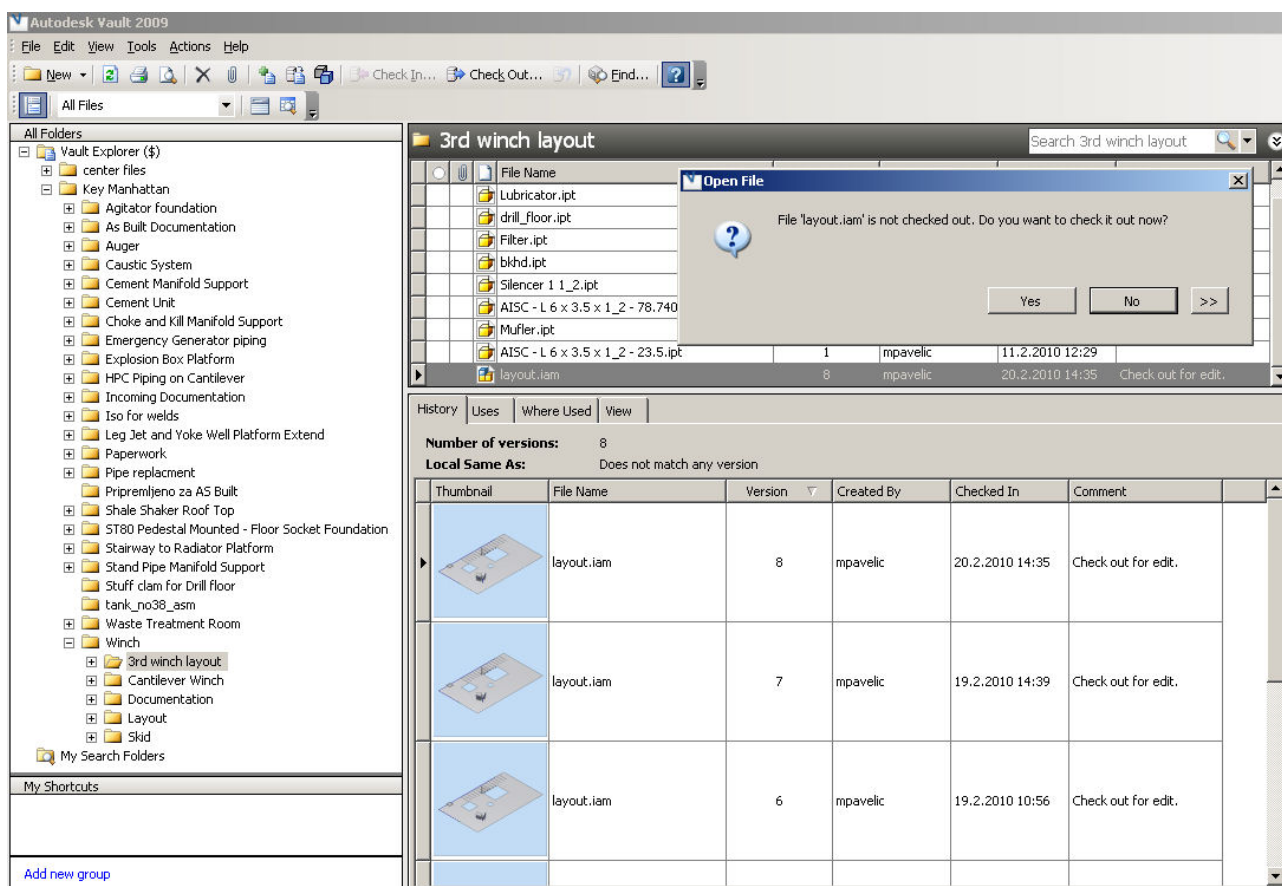 Autodesk Vault 2009
File Edit View Tools Actions Help
New Check In... Check Out... Find...
All Files
All Folders
Vault Explorer ($)
center files
Key Manhattan
Agitator foundation
As Built Documentation
Auger
Caustic System
Cement Manifold Support
Cement Unit
Choke and Kill Manifold Support
Emergency Generator piping
Explosion Box Platform
HPC Piping on Cantilever
Incoming Documentation
Iso for welds
Leg Jet and Yoke Well Platform Extend
Paperwork
Pipe replacment
Pripremljeno za AS Built
Shale Shaker Roof Top
ST80 Pedestal Mounted - Floor Socket Foundation
Stairway to Radiator Platform
Stand Pipe Manifold Support
Stuff clam for Drill floor
tank_no38_asm
Waste Treatment Room
Winch
3rd winch layout
Cantilever Winch
Documentation
Layout
Skid
My Search Folders
My Shortcuts
Add new group
3rd winch layout Search 3rd winch layout
File Name
Lubricator.ipt
drill_floor.ipt
Filter.ipt
bkhd.ipt
Silencer 1 1_2.ipt
AISC - L 6 x 3.5 x 1_2 - 78.740
Mufler.ipt
AISC - L 6 x 3.5 x 1_2 - 23.5.ipt 1 mpavelic 11.2.2010 12:29
layout.iam 8 mpavelic 20.2.2010 14:35 Check out for edit.
Open File
File 'layout.iam' is not checked out. Do you want to check it out now?
Yes No >>
History Uses Where Used View
Number of versions: 8
Local Same As: Does not match any version
Thumbnail File Name Version Created By Checked In Comment
layout.iam 8 mpavelic 20.2.2010 14:35 Check out for edit.
layout.iam 7 mpavelic 19.2.2010 14:39 Check out for edit.
layout.iam 6 mpavelic 19.2.2010 10:56 Check out for edit.